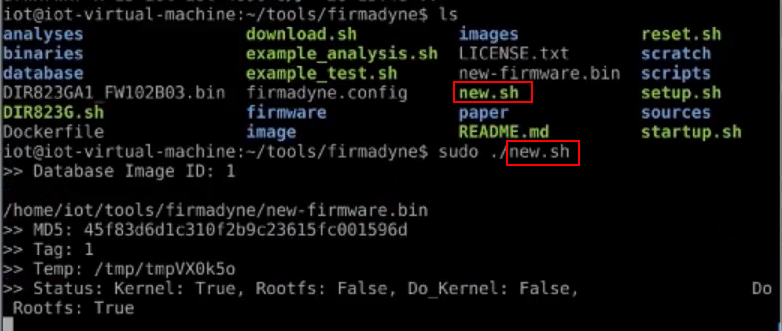 iot@iot-virtual-machine:~/tools/firmadyne$ ls
analyses download.sh images reset.sh
binaries example_analysis.sh LICENSE.txt scratch
database example_test.sh new-firmware.bin scripts
DIR823GA1_FW102B03.bin firmadyne.config new.sh setup.sh
DIR823G.sh firmware paper sources
Dockerfile image README.md startup.sh
iot@iot-virtual-machine:~/tools/firmadyne$ sudo ./new.sh
>> Database Image ID: 1
/home/iot/tools/firmadyne/new-firmware.bin
>> MD5: 45f83d6d1c310f2b9c23615fc001596d
>> Tag: 1
>> Temp: /tmp/tmpVX0k5o
>> Status: Kernel: True, Rootfs: False, Do_Kernel: False, Do
Rootfs: True